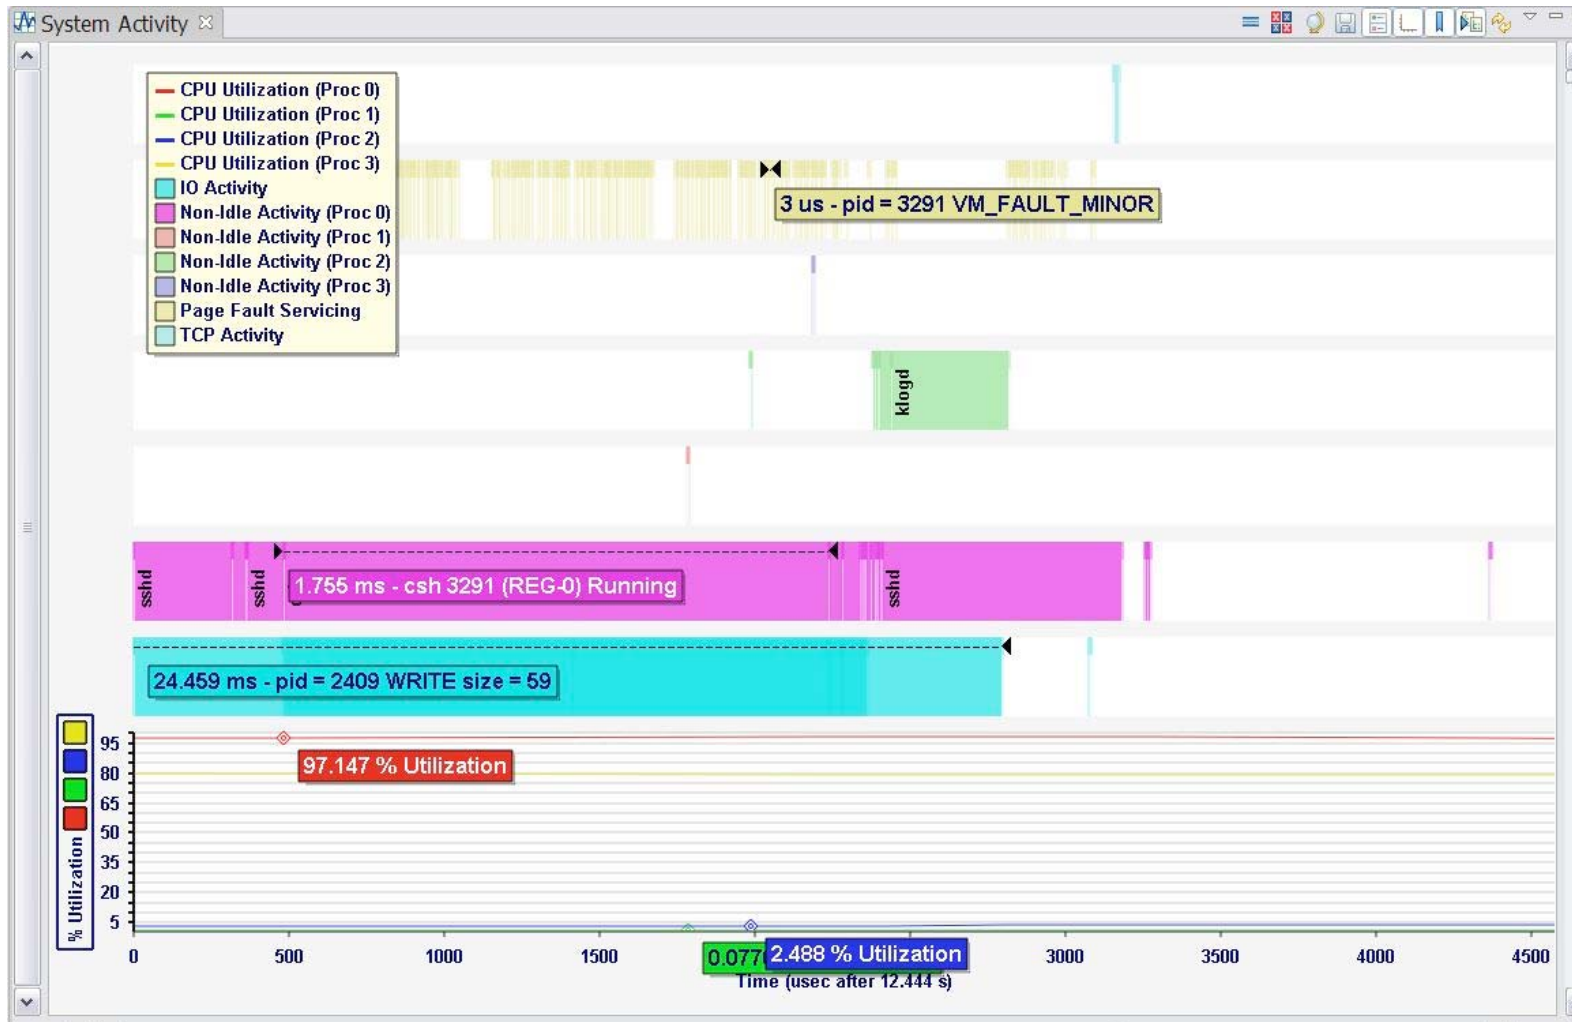 System Activity
CPU Utilization (Proc 0)
CPU Utilization (Proc 1)
CPU Utilization (Proc 2)
CPU Utilization (Proc 3)
IO Activity
Non-Idle Activity (Proc 0)
Non-Idle Activity (Proc 1)
Non-Idle Activity (Proc 2)
Non-Idle Activity (Proc 3)
Page Fault Servicing
TCP Activity
3 us - pid = 3291 VM_FAULT_MINOR
klogd
sshd
sshd
1.755 ms - csh 3291 (REG-0) Running
sshd
24.459 ms - pid = 2409 WRITE size = 59
% Utilization
95
80
65
50
35
20
5
97.147 % Utilization
0.077
2.488 % Utilization
0 500 1000 1500 3000 3500 4000 4500
Time (usec after 12.444 s)